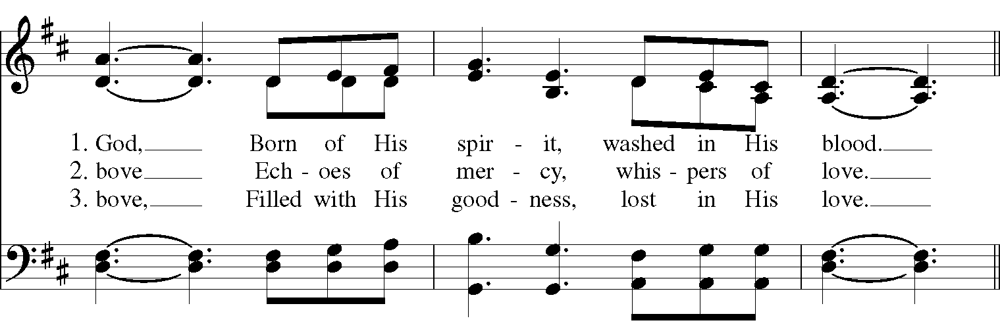 1. God, Born of His spir - it, washed in His blood.
2. bove Ech - oes of mer - cy, whis - pers of love.
3. bove, Filled with His good - ness, lost in His love.